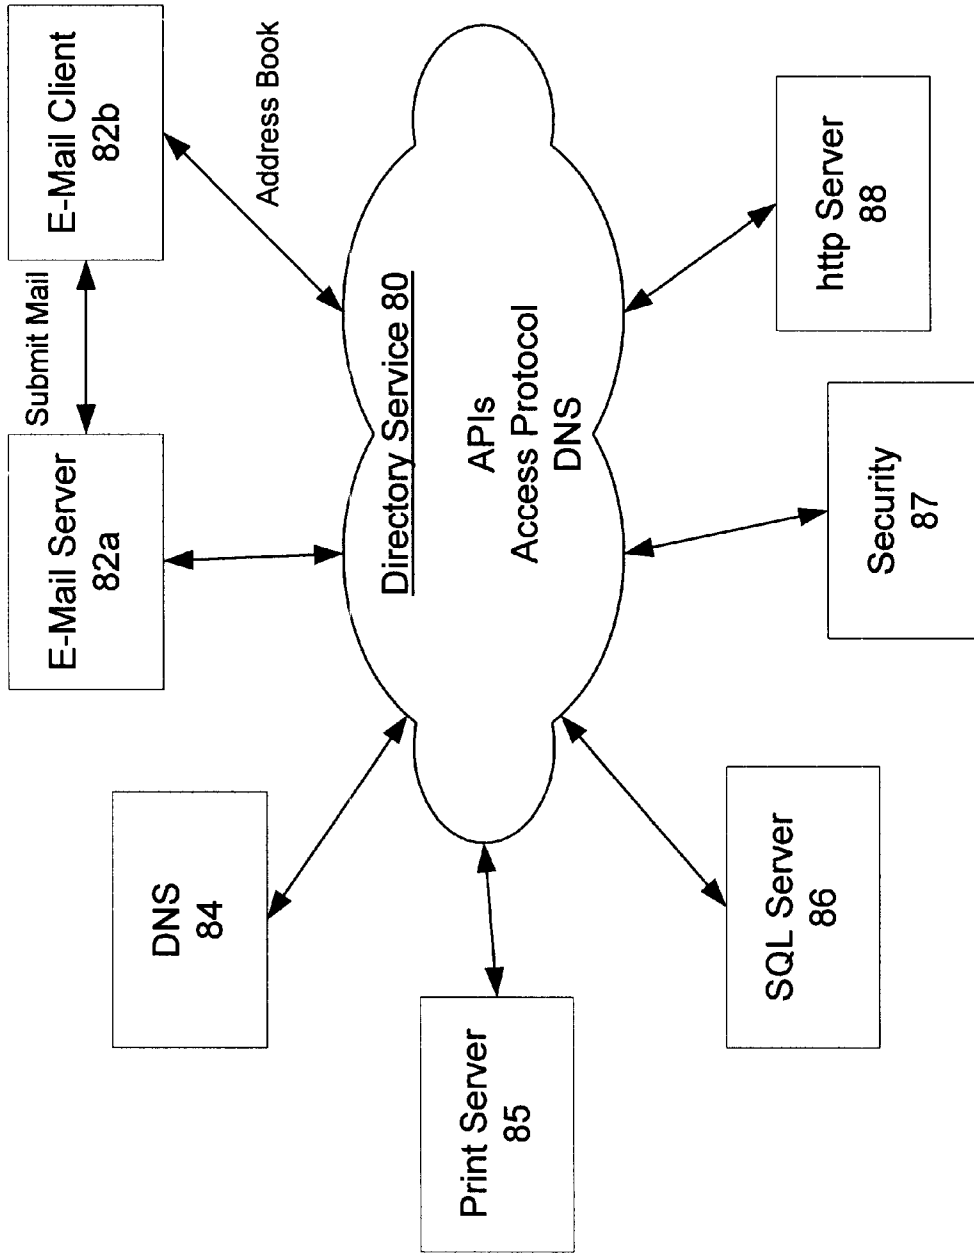 E-Mail Server
82a
Submit Mail
E-Mail Client
82b
DNS
84
Address Book
Print Server
85
Directory Service 80
APIs
Access Protocol
DNS
SQL Server
86
Security
87
http Server
88